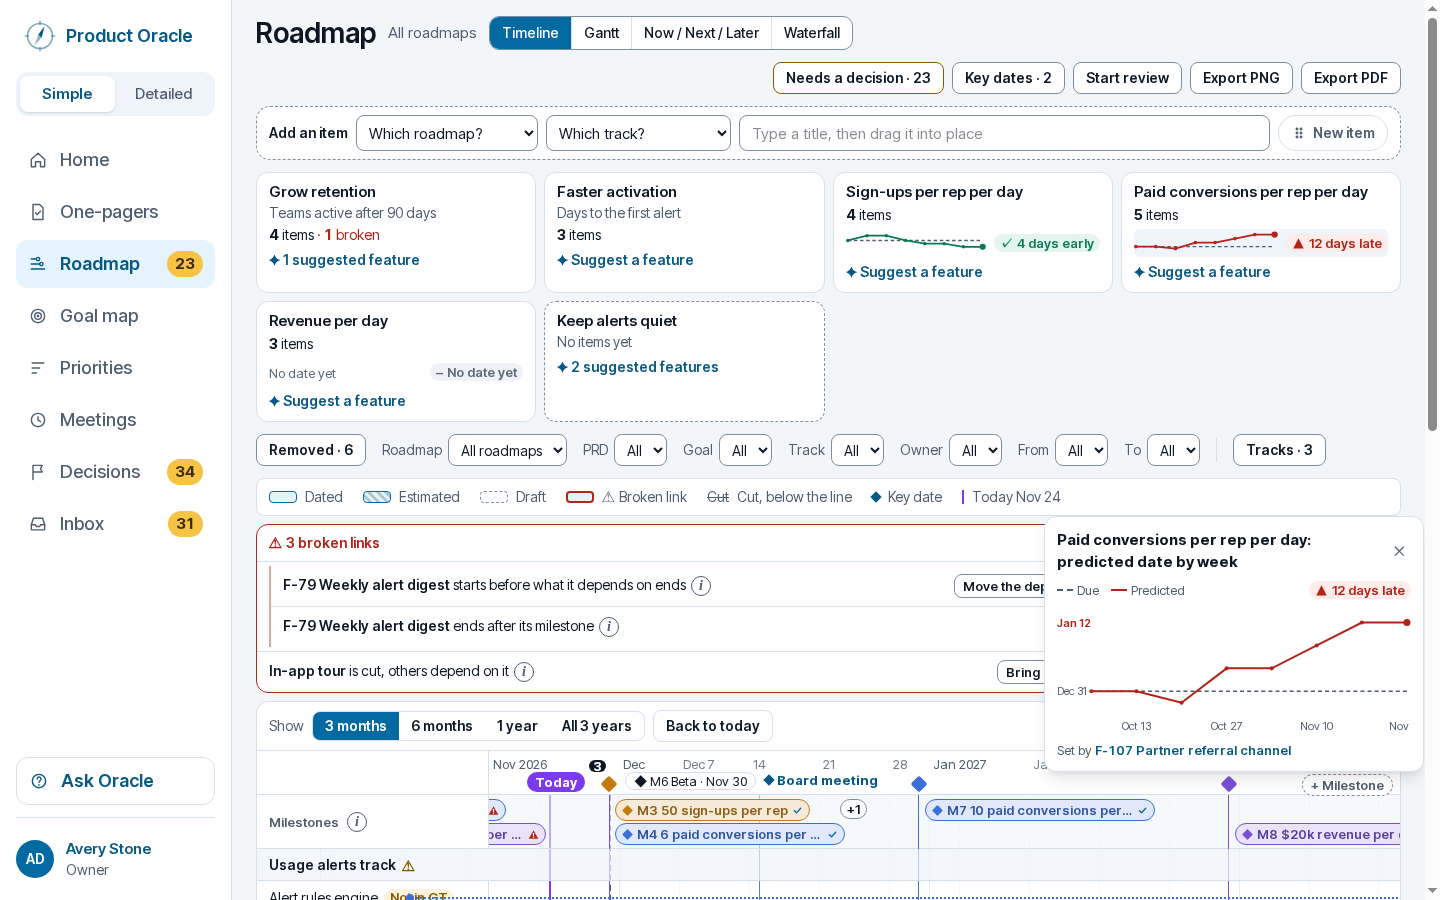 Product Oracle
Simple
Detailed
Home
One-pagers
Roadmap
23
Goal map
Priorities
Meetings
Decisions
34
Inbox
31
Ask Oracle
AD
Avery Stone
Owner
Roadmap
All roadmaps
Timeline
Gantt
Now / Next / Later
Waterfall
Needs a decision · 23
Key dates · 2
Start review
Export PNG
Export PDF
Add an item
Which roadmap?
Which track?
Type a title, then drag it into place
New item
Grow retention
Teams active after 90 days
4 items · 1 broken
✦ 1 suggested feature
Faster activation
Days to the first alert
3 items
✦ Suggest a feature
Sign-ups per rep per day
4 items
✓ 4 days early
✦ Suggest a feature
Paid conversions per rep per day
5 items
▲ 12 days late
✦ Suggest a feature
Revenue per day
3 items
No date yet
– No date yet
✦ Suggest a feature
Keep alerts quiet
No items yet
✦ 2 suggested features
Removed · 6
Roadmap
All roadmaps
PRD
All
Goal
All
Track
All
Owner
All
From
All
To
All
Tracks · 3
Dated
Estimated
Draft
⚠ Broken link
Cut
Cut, below the line
Key date
Today Nov 24
⚠ 3 broken links
F-79 Weekly alert digest starts before what it depends on ends
i
Move the dep
F-79 Weekly alert digest ends after its milestone
i
In-app tour is cut, others depend on it
i
Bring
Paid conversions per rep per day:
predicted date by week
Due
Predicted
▲ 12 days late
Jan 12
Dec 31
Oct 13
Oct 27
Nov 10
Nov
Set by F-107 Partner referral channel
Show
3 months
6 months
1 year
All 3 years
Back to today
Nov 2026
3
Dec
Dec 7
14
21
28
Jan 2027
Today
M6 Beta · Nov 30
Board meeting
+ Milestone
Milestones
i
M3 50 sign-ups per rep ✓
+1
M7 10 paid conversions per... ✓
per ...
M4 6 paid conversions per ... ✓
M8 $20k revenue per
Usage alerts track ⚠
Alert rules engine